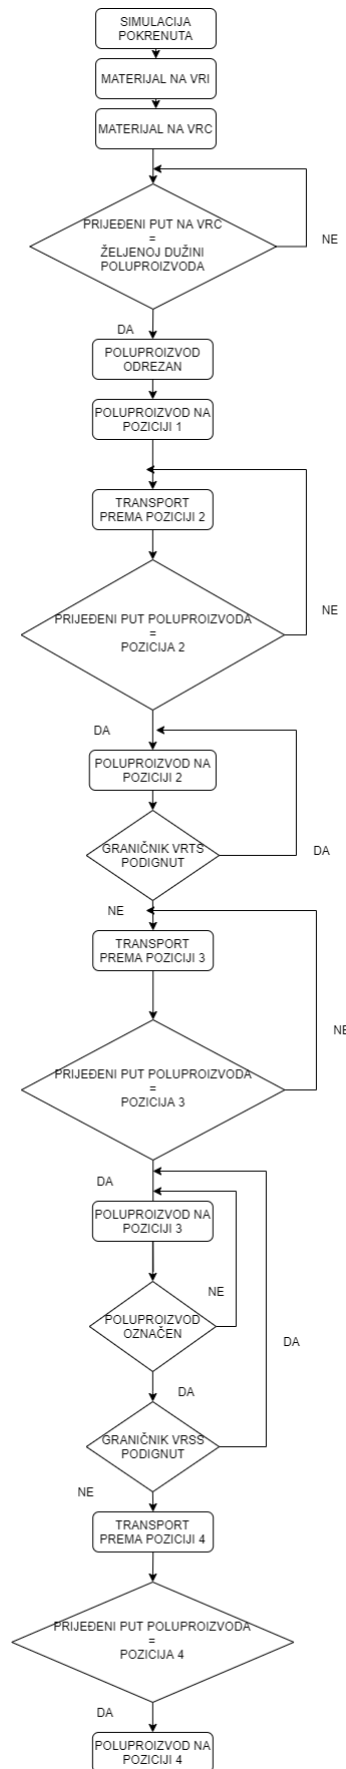 SIMULACIJA
POKRENUTA
MATERIJAL NA VRI
MATERIJAL NA VRC
PRIJEĐENI PUT NA VRC
=
ŽELJENOJ DUŽINI
POLUPROIZVODA
NE
DA
POLUPROIZVOD
ODREZAN
POLUPROIZVOD NA
POZICIJI 1
TRANSPORT
PREMA POZICIJI 2
PRIJEĐENI PUT POLUPROIZVODA
=
POZICIJA 2
NE
DA
POLUPROIZVOD NA
POZICIJI 2
GRANIČNIK VRTS
PODIGNUT
DA
NE
TRANSPORT
PREMA POZICIJI 3
PRIJEĐENI PUT POLUPROIZVODA
=
POZICIJA 3
NE
DA
POLUPROIZVOD NA
POZICIJI 3
NE
POLUPROIZVOD
OZNAČEN
DA
DA
GRANIČNIK VRSS
PODIGNUT
NE
TRANSPORT
PREMA POZICIJI 4
PRIJEĐENI PUT POLUPROIZVODA
=
POZICIJA 4
DA
POLUPROIZVOD NA
POZICIJI 4